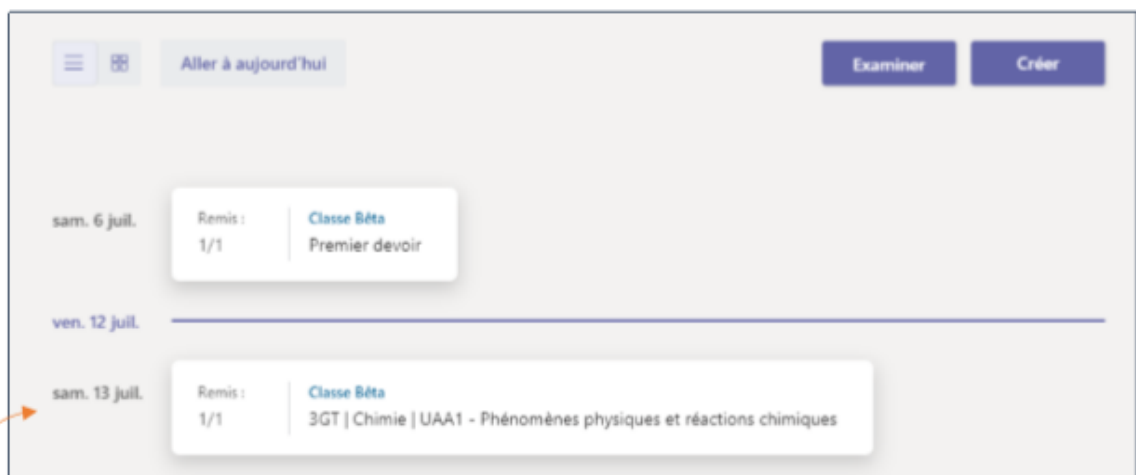 Aller à aujourd'hui
Examiner
Créer
sam. 6 juil.
Remis :
1/1
Classe Bêta
Premier devoir
ven. 12 juil.
sam. 13 juil.
Remis :
1/1
Classe Bêta
3GT | Chimie | UAA1 - Phénomènes physiques et réactions chimiques